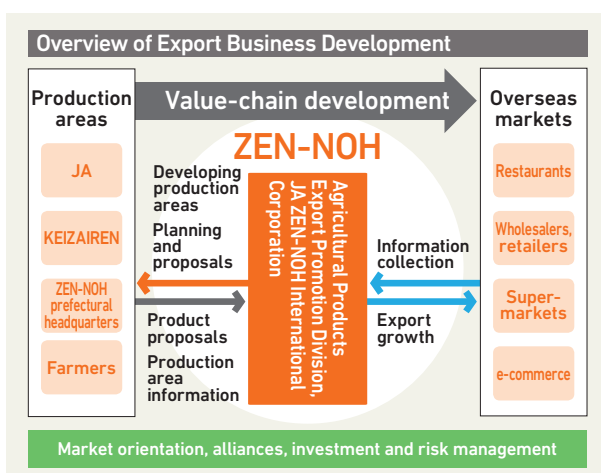 Overview of Export Business Development
Production
areas
Value-chain development
Overseas
markets
JA
KEIZAIREN
ZEN-NOH
prefectural
headquarters
Farmers
ZEN-NOH
Developing
production
areas
Planning
and
proposals
Product
proposals
Production
area
information
Agricultural Products
Export Promotion Division,
JA ZEN-NOH International
Corporation
Information
collection
Export
growth
Restaurants
Wholesalers,
retailers
Super-
markets
e-commerce
Market orientation, alliances, investment and risk management